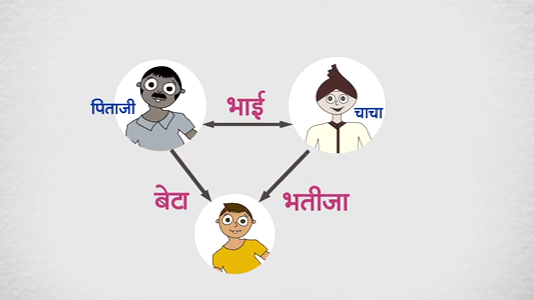 भाई
पिताजी
चाचा
बेटा
भतीजा